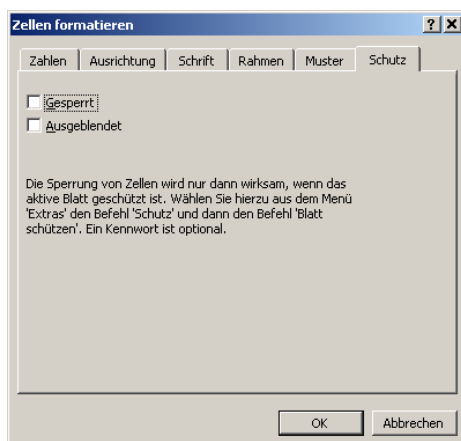 Zellen formatieren
Zahlen Ausrichtung Schrift Rahmen Muster Schutz
Gesperrt
Ausgeblendet
Die Sperrung von Zellen wird nur dann wirksam, wenn das
aktive Blatt geschützt ist. Wählen Sie hierzu aus dem Menü
'Extras' den Befehl 'Schutz' und dann den Befehl 'Blatt
schützen'. Ein Kennwort ist optional.
OK Abbrechen